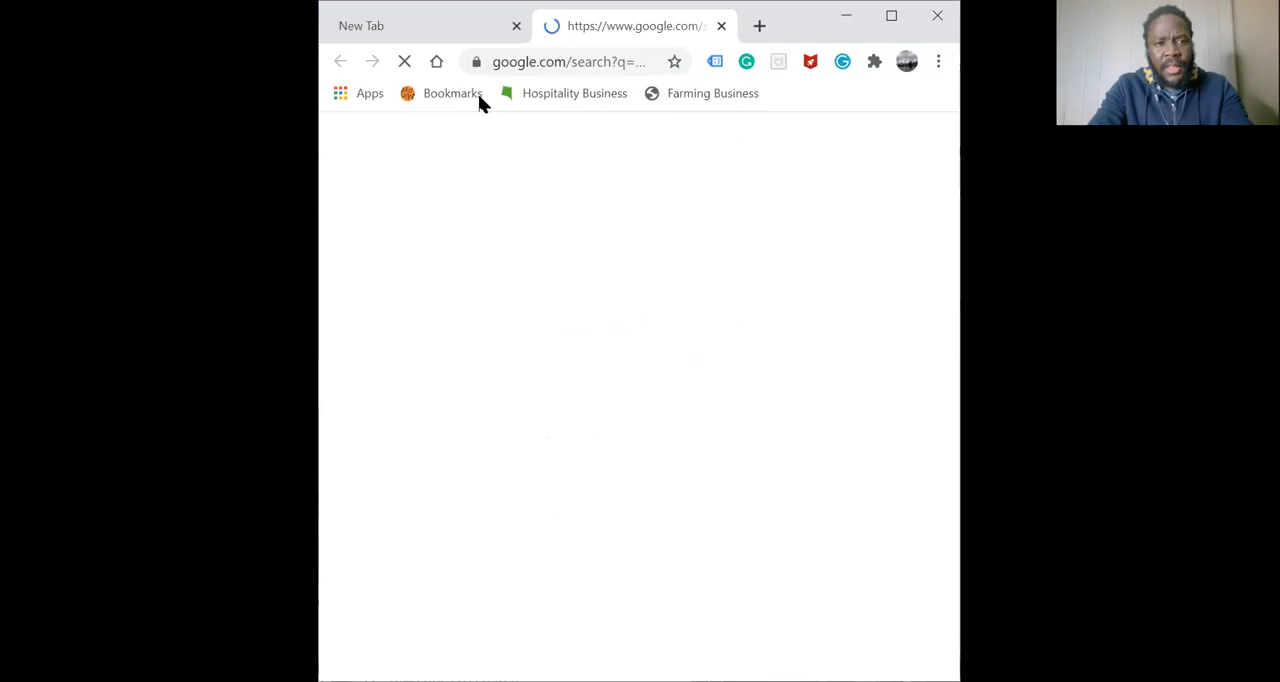 New Tab
https://www.google.com/s
google.com/search?q=...
Apps
Bookmarks
Hospitality Business
Farming Business